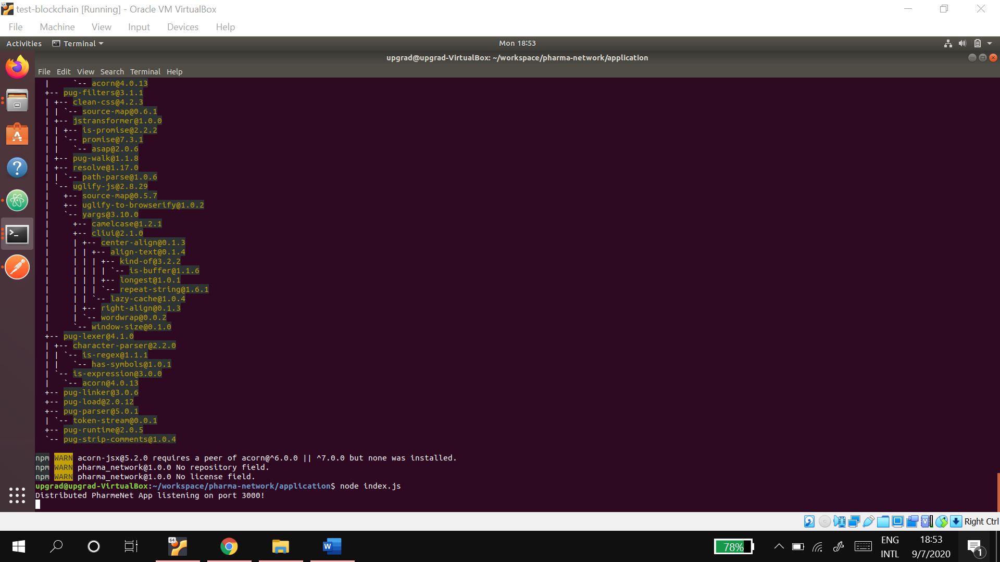 test-blockchain [Running] - Oracle VM VirtualBox
File Machine View Input Devices Help
Activities Terminal Mon 18:53
upgrad@upgrad-VirtualBox: ~/workspace/pharma-network/application
File Edit View Search Terminal Help
|     `-- acorn@4.0.13
+-- pug-filters@3.1.1
| +-- clean-css@4.2.3
| | `-- source-map@0.6.1
| +-- jstransformer@1.0.0
| | +-- is-promise@2.2.2
| | `-- promise@7.3.1
| |   `-- asap@2.0.6
| +-- pug-walk@1.1.8
| +-- resolve@1.17.0
| | `-- path-parse@1.0.6
| `-- uglify-js@2.8.29
|   +-- source-map@0.5.7
|   +-- uglify-to-browserify@1.0.2
|   `-- yargs@3.10.0
|     +-- camelcase@1.2.1
|     +-- cliui@2.1.0
|     | +-- center-align@0.1.3
|     | | +-- align-text@0.1.4
|     | | | +-- kind-of@3.2.2
|     | | | | `-- is-buffer@1.1.6
|     | | | +-- longest@1.0.1
|     | | | `-- repeat-string@1.6.1
|     | | `-- lazy-cache@1.0.4
|     | +-- right-align@0.1.3
|     | `-- wordwrap@0.0.2
|     `-- window-size@0.1.0
+-- pug-lexer@4.1.0
| +-- character-parser@2.2.0
| | `-- is-regex@1.1.1
| |   `-- has-symbols@1.0.1
| `-- is-expression@3.0.0
|   `-- acorn@4.0.13
+-- pug-linker@3.0.6
+-- pug-load@2.0.12
+-- pug-parser@5.0.1
| `-- token-stream@0.0.1
+-- pug-runtime@2.0.5
`-- pug-strip-comments@1.0.4
npm WARN acorn-jsx@5.2.0 requires a peer of acorn@^6.0.0 || ^7.0.0 but none was installed.
npm WARN pharma_network@1.0.0 No repository field.
npm WARN pharma_network@1.0.0 No license field.
upgrad@upgrad-VirtualBox:~/workspace/pharma-network/application$ node index.js
Distributed PharmeNet App listening on port 3000!
Right Ctrl
64
W
78%
ENG
INTL
18:53
9/7/2020
1